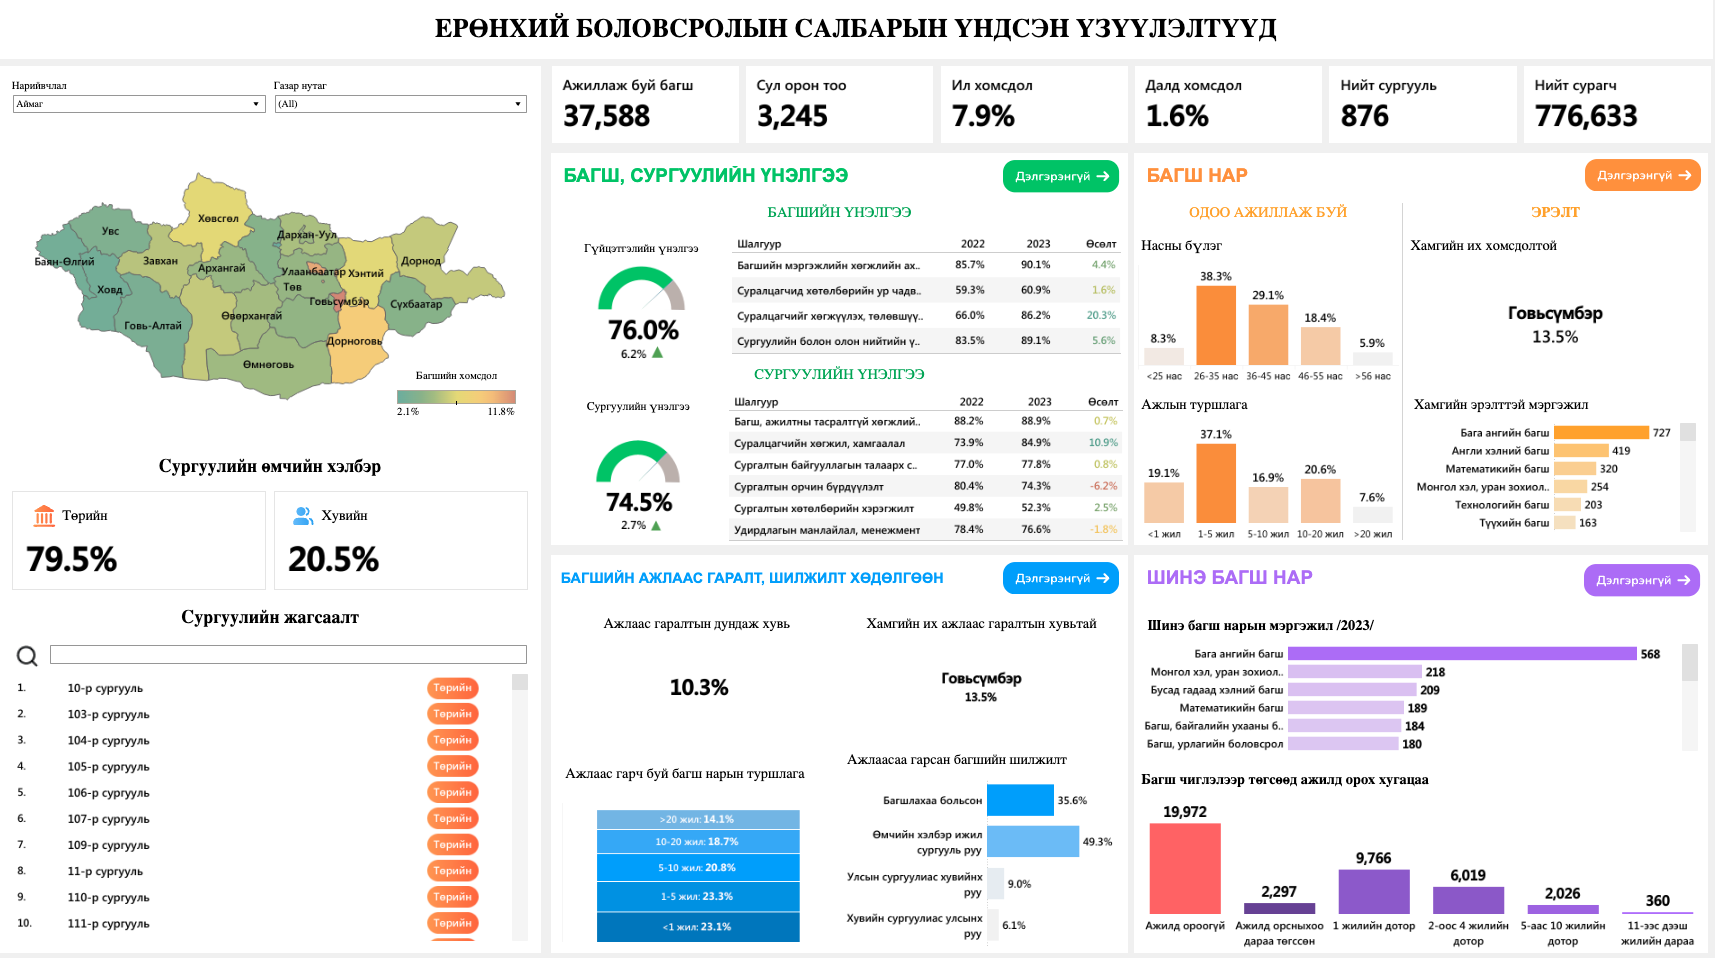 ЕРӨНХИЙ БОЛОВСРОЛЫН САЛБАРЫН ҮНДСЭН ҮЗҮҮЛЭЛТҮҮД
Нарийвчлал
Аймаг
Газар нутаг
(All)
Ажиллаж буй багш
37,588
Сул орон тоо
3,245
Ил хомсдол
7.9%
Далд хомсдол
1.6%
Нийт сургууль
876
Нийт сурагч
776,633
Хөвсгөл
Увс
Дархан-Уул
Баян-Өлгий
Завхан
Архангай
Улаанбаатар
Хэнтий
Дорнод
Ховд
Төв
Говьсүмбэр
Сүхбаатар
Говь-Алтай
Өвөрхангай
Дорноговь
Өмнөговь
Багшийн хомсдол
2.1%
11.8%
Сургуулийн өмчийн хэлбэр
Төрийн
79.5%
Хувийн
20.5%
Сургуулийн жагсаалт
1. 10-р сургууль Төрийн
2. 103-р сургууль Төрийн
3. 104-р сургууль Төрийн
4. 105-р сургууль Төрийн
5. 106-р сургууль Төрийн
6. 107-р сургууль Төрийн
7. 109-р сургууль Төрийн
8. 11-р сургууль Төрийн
9. 110-р сургууль Төрийн
10. 111-р сургууль Төрийн
БАГШ, СУРГУУЛИЙН ҮНЭЛГЭЭ
Дэлгэрэнгүй →
БАГШИЙН ҮНЭЛГЭЭ
Гүйцэтгэлийн үнэлгээ
76.0%
6.2% ▲
Шалгуур 2022 2023 Өсөлт
Багшийн мэргэжлийн хөгжлийн ах.. 85.7% 90.1% 4.4%
Суралцагчид хөтөлбөрийн ур чадв.. 59.3% 60.9% 1.6%
Суралцагчийг хөгжүүлэх, төлөвшүү.. 66.0% 86.2% 20.3%
Сургуулийн болон олон нийтийн ү.. 83.5% 89.1% 5.6%
СУРГУУЛИЙН ҮНЭЛГЭЭ
Сургуулийн үнэлгээ
74.5%
2.7% ▲
Шалгуур 2022 2023 Өсөлт
Багш, ажилтны тасралтгүй хөгжлий.. 88.2% 88.9% 0.7%
Суралцагчийн хөгжил, хамгаалал 73.9% 84.9% 10.9%
Сургалтын байгууллагын талаарх с.. 77.0% 77.8% 0.8%
Сургалтын орчин бүрдүүлэлт 80.4% 74.3% -6.2%
Сургалтын хөтөлбөрийн хэрэгжилт 49.8% 52.3% 2.5%
Удирдлагын манлайлал, менежмент 78.4% 76.6% -1.8%
БАГШ НАР
Дэлгэрэнгүй →
ОДОО АЖИЛЛАЖ БУЙ
Насны бүлэг
8.3% 38.3% 29.1% 18.4% 5.9%
<25 нас 26-35 нас 36-45 нас 46-55 нас >56 нас
Ажлын туршлага
19.1% 37.1% 16.9% 20.6% 7.6%
<1 жил 1-5 жил 5-10 жил 10-20 жил >20 жил
ЭРЭЛТ
Хамгийн их хомсдолтой
Говьсүмбэр
13.5%
Хамгийн эрэлттэй мэргэжил
Бага ангийн багш 727
Англи хэлний багш 419
Математикийн багш 320
Монгол хэл, уран зохиол.. 254
Технологийн багш 203
Түүхийн багш 163
БАГШИЙН АЖЛААС ГАРАЛТ, ШИЛЖИЛТ ХӨДӨЛГӨӨН
Дэлгэрэнгүй →
Ажлаас гаралтын дундаж хувь
10.3%
Хамгийн их ажлаас гаралтын хувьтай
Говьсүмбэр
13.5%
Ажлаас гарч буй багш нарын туршлага
>20 жил: 14.1%
10-20 жил: 18.7%
5-10 жил: 20.8%
1-5 жил: 23.3%
<1 жил: 23.1%
Ажлаасаа гарсан багшийн шилжилт
Багшлахаа больсон 35.6%
Өмчийн хэлбэр ижил
сургууль руу 49.3%
Улсын сургуулиас хувийнх
руу 9.0%
Хувийн сургуулиас улсынх
руу 6.1%
ШИНЭ БАГШ НАР
Дэлгэрэнгүй →
Шинэ багш нарын мэргэжил /2023/
Бага ангийн багш 568
Монгол хэл, уран зохиол.. 218
Бусад гадаад хэлний багш 209
Математикийн багш 189
Багш, байгалийн ухааны б.. 184
Багш, урлагийн боловсрол 180
Багш чиглэлээр төгсөөд ажилд орох хугацаа
19,972 2,297 9,766 6,019 2,026 360
Ажилд ороогүй Ажилд орсныхоо 1 жилийн дотор 2-оос 4 жилийн 5-аас 10 жилийн 11-ээс дээш
дараа төгссөн дотор дотор жилийн дараа